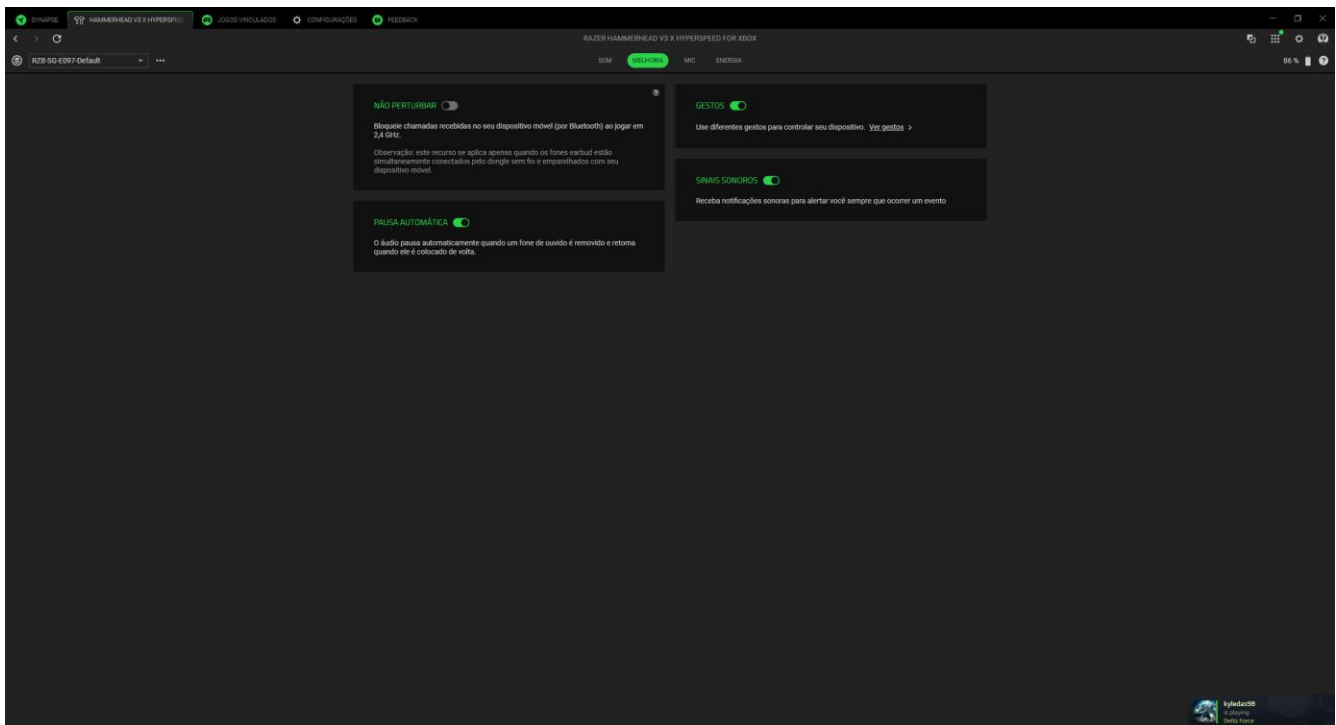 SYNAPSE
HAMMERHEAD V3 X HYPERSPEE
JOGOS VINCULADOS
CONFIGURAÇÕES
FEEDBACK
RAZER HAMMERHEAD V3 X HYPERSPEED FOR XBOX
RZB-SG-E097-Default
SOM
MELHORIA
MIC
ENERGIA
86 %
NÃO PERTURBAR
Bloqueie chamadas recebidas no seu dispositivo móvel (por Bluetooth) ao jogar em
2,4 GHz.
Observação: este recurso se aplica apenas quando os fones earbud estão
simultaneamente conectados pelo dongle sem fio e emparelhados com seu
dispositivo móvel.
PAUSA AUTOMÁTICA
O áudio pausa automaticamente quando um fone de ouvido é removido e retoma
quando ele é colocado de volta.
GESTOS
Use diferentes gestos para controlar seu dispositivo. Ver gestos >
SINAIS SONOROS
Receba notificações sonoras para alertar você sempre que ocorrer um evento
kyledas96
is playing
Delta Force